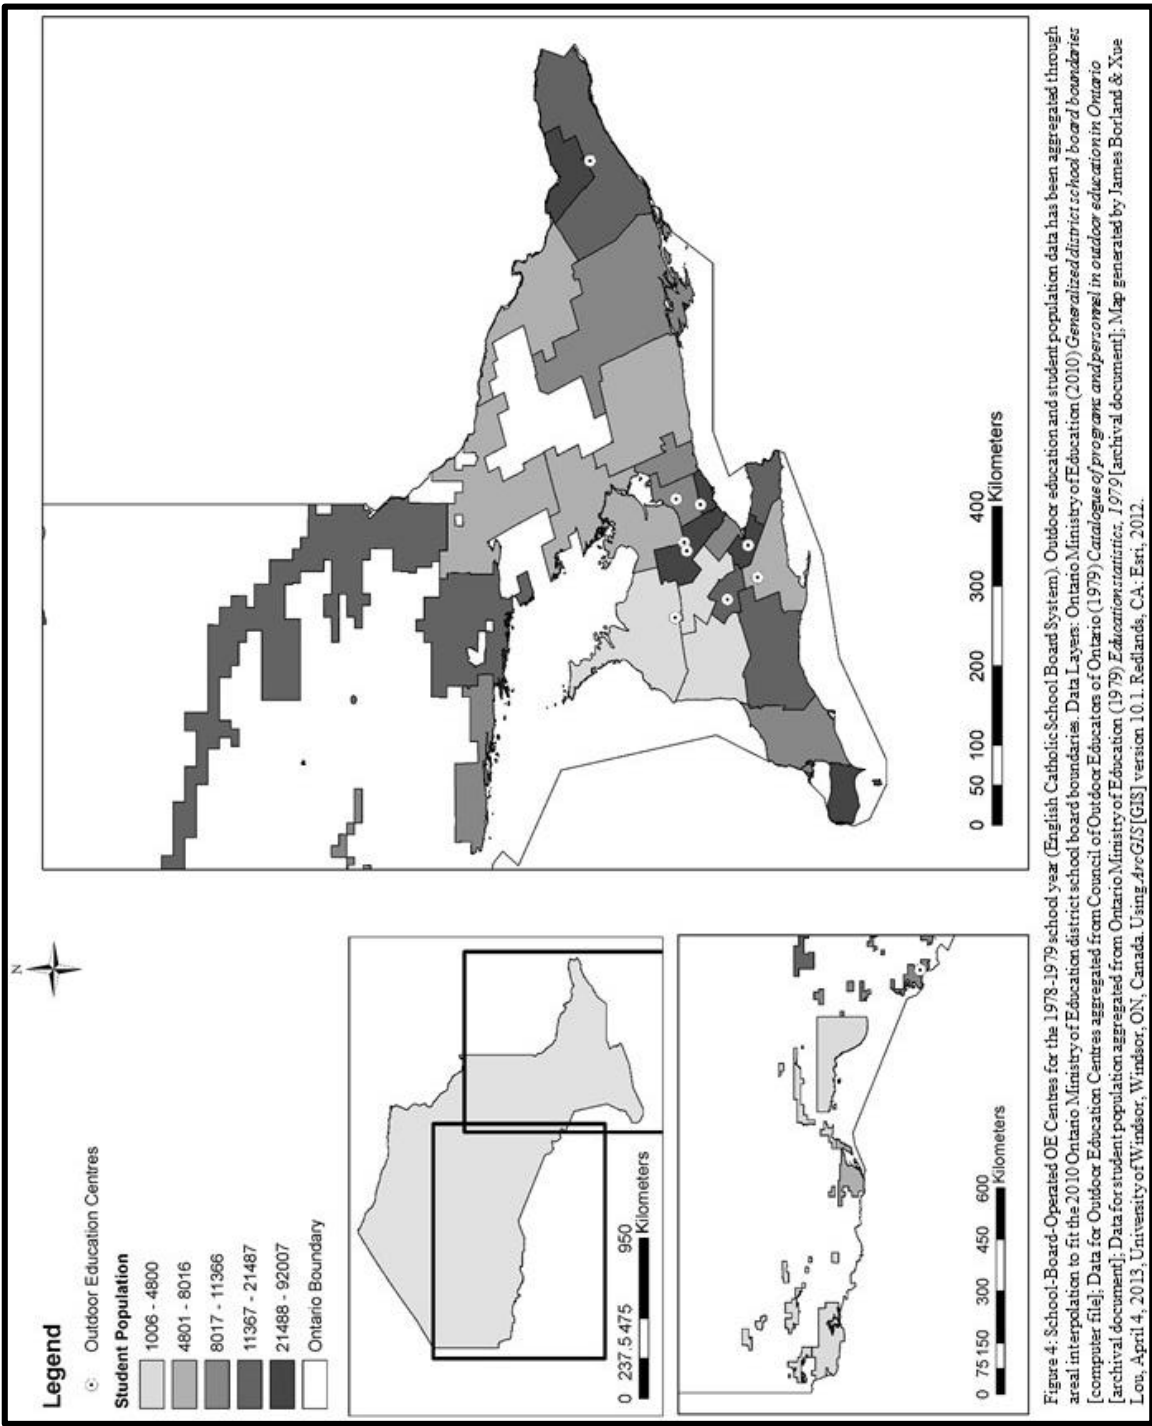 N
Legend
Outdoor Education Centres
Student Population
1006 - 4800
4801 - 8016
8017 - 11366
11367 - 21487
21488 - 92007
Ontario Boundary
0 237.5 475 950
Kilometers
0 75 150 300 450 600
Kilometers
0 50 100 200 300 400
Kilometers
Figure 4: School-Board-Operated OE Centres for the 1978-1979 school year (English Catholic School Board System). Outdoor education and student population data has been aggregated through
areal interpolation to fit the 2010 Ontario Ministry of Education district school board boundaries. Data Layers: Ontario Ministry of Education (2010) Generalized district school board boundaries
[computer file]; Data for Outdoor Education Centres aggregated from Council of Outdoor Educators of Ontario (1979) Catalogue of programs and personnel in outdoor education in Ontario
[archival document]; Data for student population aggregated from Ontario Ministry of Education (1979) Education statistics, 1979 [archival document]; Map generated by James Borland & Xue
Lou, April 4, 2013, University of Windsor, Windsor, ON, Canada. Using ArcGIS [GIS] version 10.1. Redlands, CA: Esri, 2012.